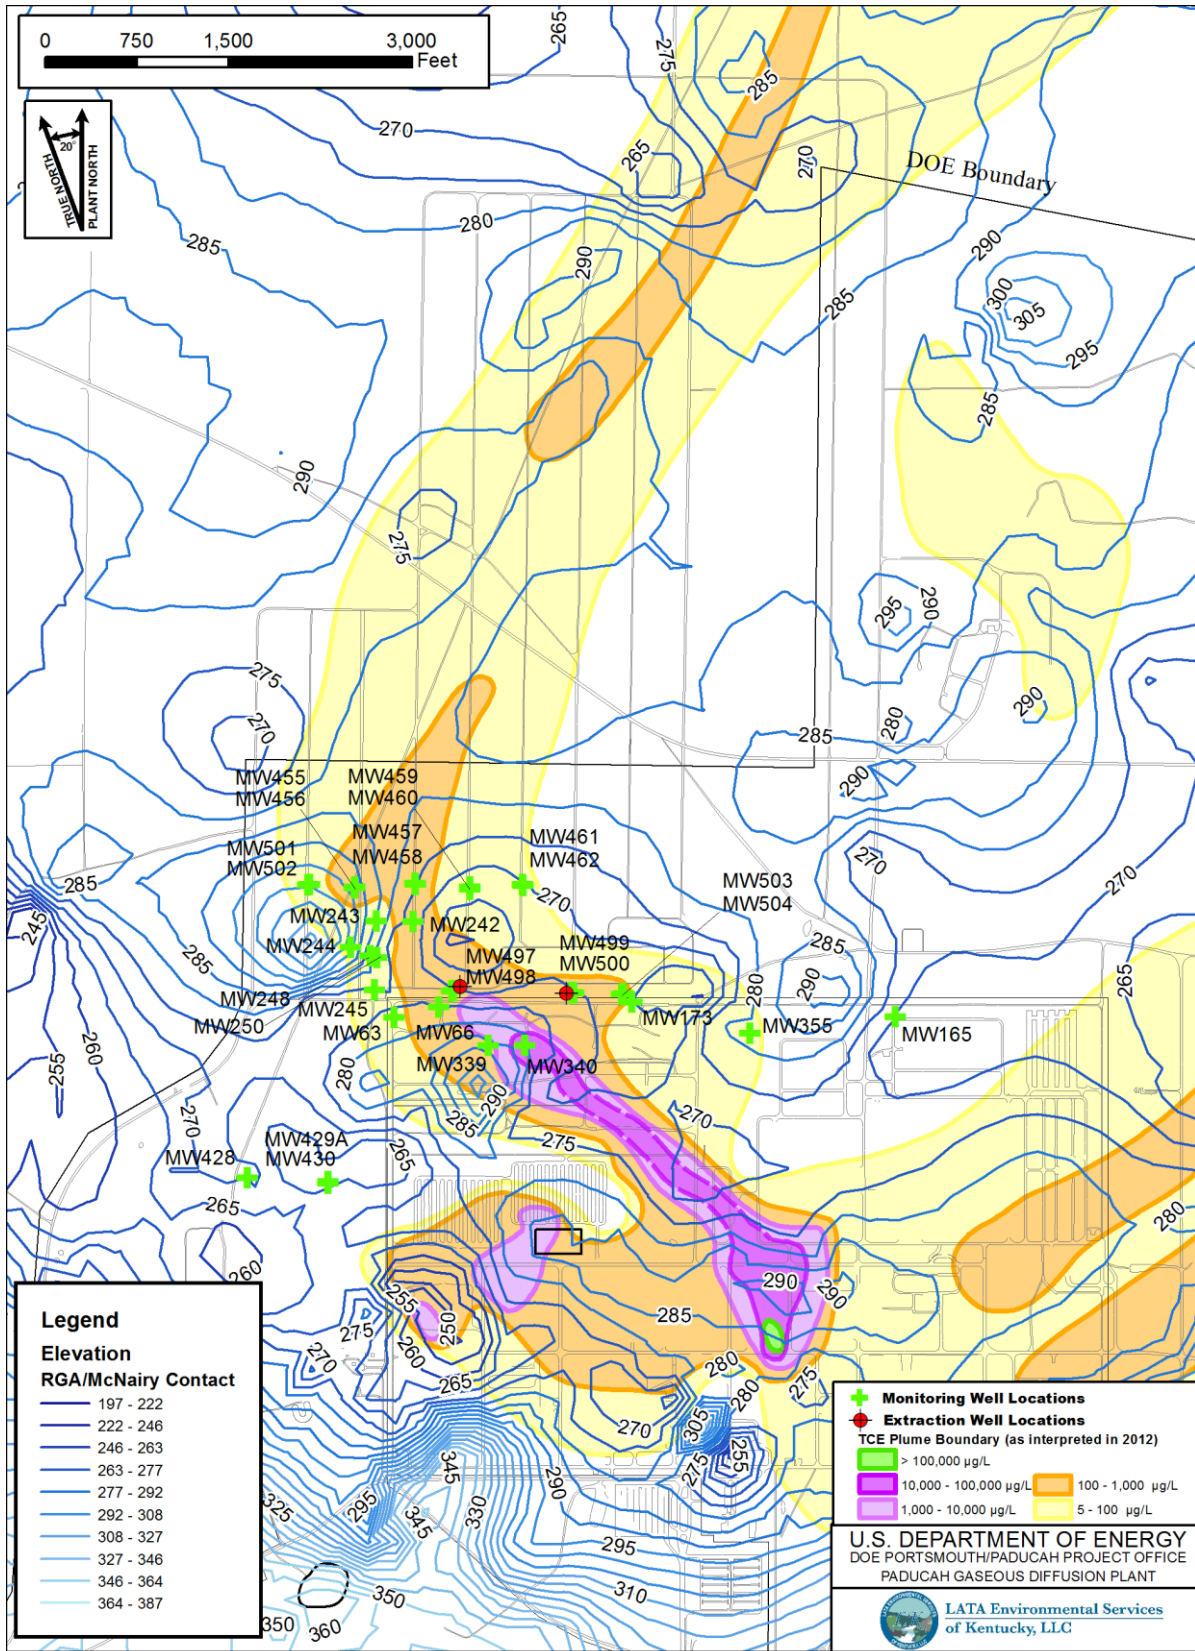 0 750 1,500 3,000
Feet
265
275
285
270
265
270
DOE Boundary
TRUE NORTH
20°
PLANT NORTH
280
285
290
290
300
305
285
295
285
290
275
290
295
275
270
290
280
285
290
MW455 MW459
MW456 MW460
MW457
MW501
MW502
MW458
MW461
MW462
270
270
285
245
MW503
MW504
270
MW243
MW242
MW244
MW497
MW498
MW499
MW500
285
290
265
285
280
MW248
MW245
MW250
MW63
MW66
MW173
MW355
MW165
MW339
MW340
260
255
280
290
285
275
270
270
MW429A
MW428
MW430
265
265
280
260
255
250
290
290
285
275
260
270
265
280
280
275
270
305
275
255
345
290
325
295
345
330
295
310
350
350
360
Legend
Elevation
RGA/McNairy Contact
197 - 222
222 - 246
246 - 263
263 - 277
277 - 292
292 - 308
308 - 327
327 - 346
346 - 364
364 - 387
Monitoring Well Locations
Extraction Well Locations
TCE Plume Boundary (as interpreted in 2012)
> 100,000 µg/L
10,000 - 100,000 µg/L 100 - 1,000 µg/L
1,000 - 10,000 µg/L 5 - 100 µg/L
U.S. DEPARTMENT OF ENERGY
DOE PORTSMOUTH/PADUCAH PROJECT OFFICE
PADUCAH GASEOUS DIFFUSION PLANT
LATA Environmental Services
of Kentucky, LLC